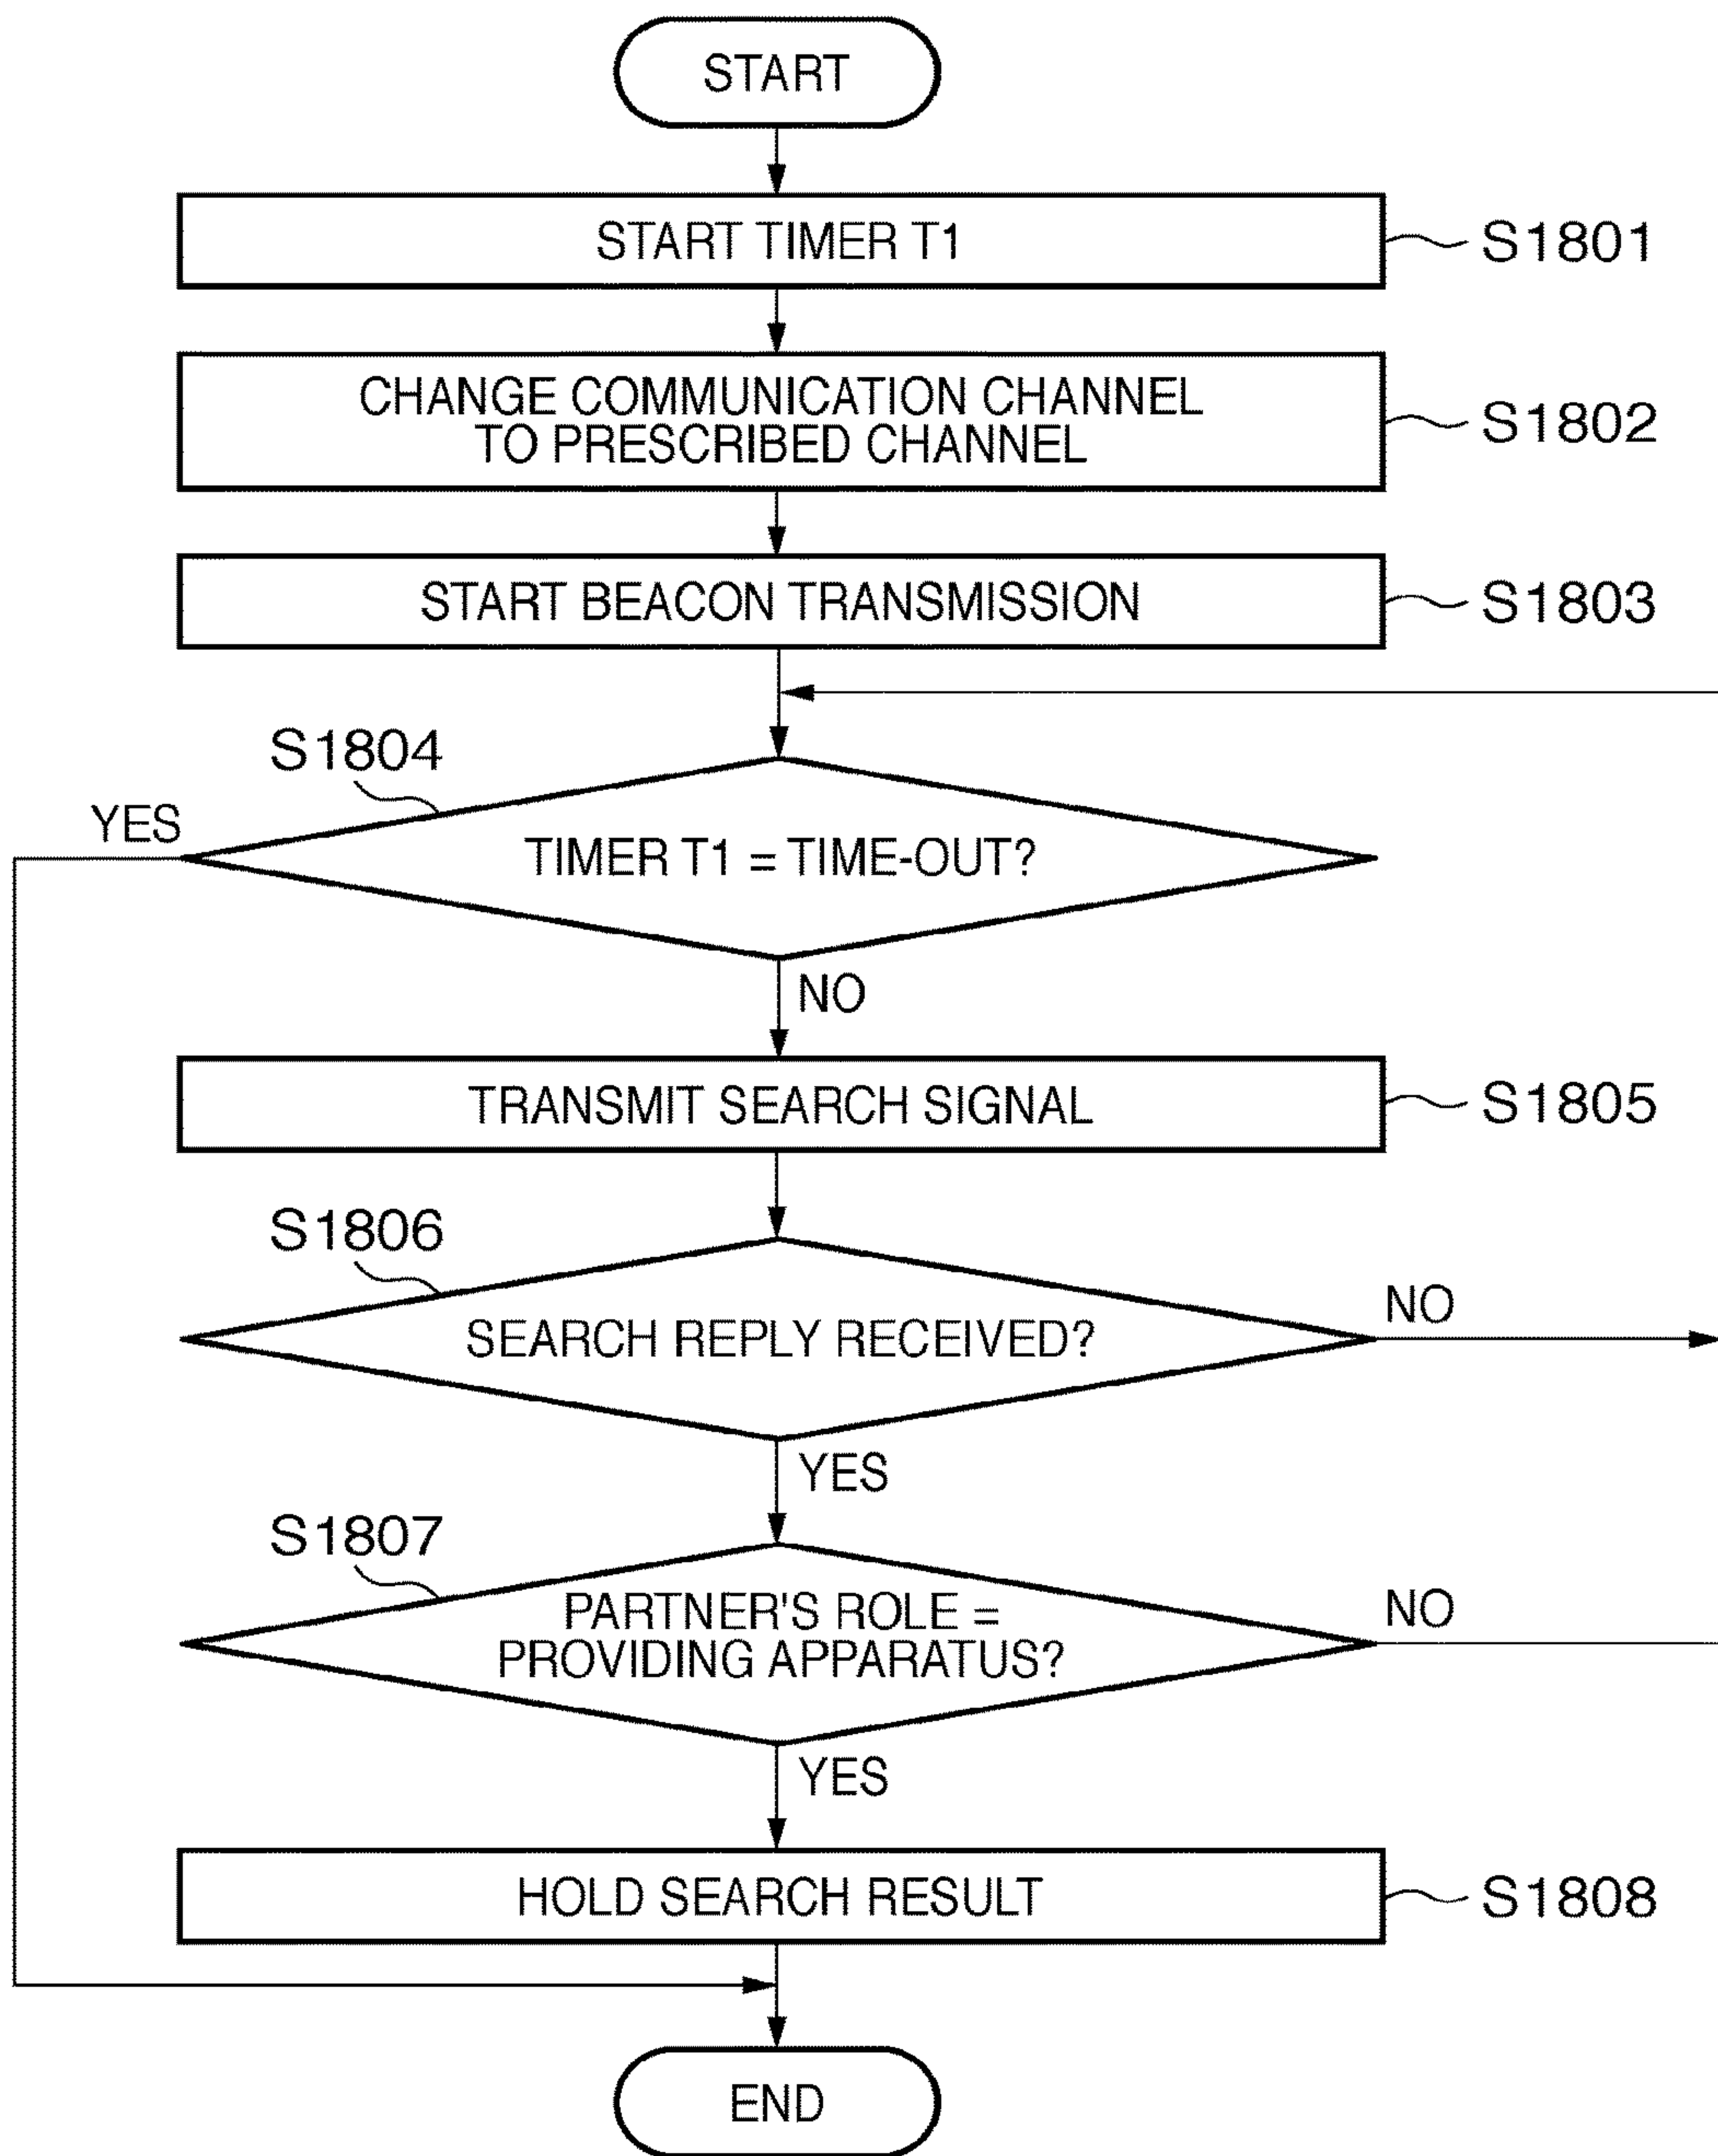 START
START TIMER T1
S1801
CHANGE COMMUNICATION CHANNEL
TO PRESCRIBED CHANNEL
S1802
START BEACON TRANSMISSION
S1803
S1804
YES
TIMER T1 = TIME-OUT?
NO
TRANSMIT SEARCH SIGNAL
S1805
S1806
SEARCH REPLY RECEIVED?
NO
YES
S1807
PARTNER'S ROLE =
PROVIDING APPARATUS?
NO
YES
HOLD SEARCH RESULT
S1808
END